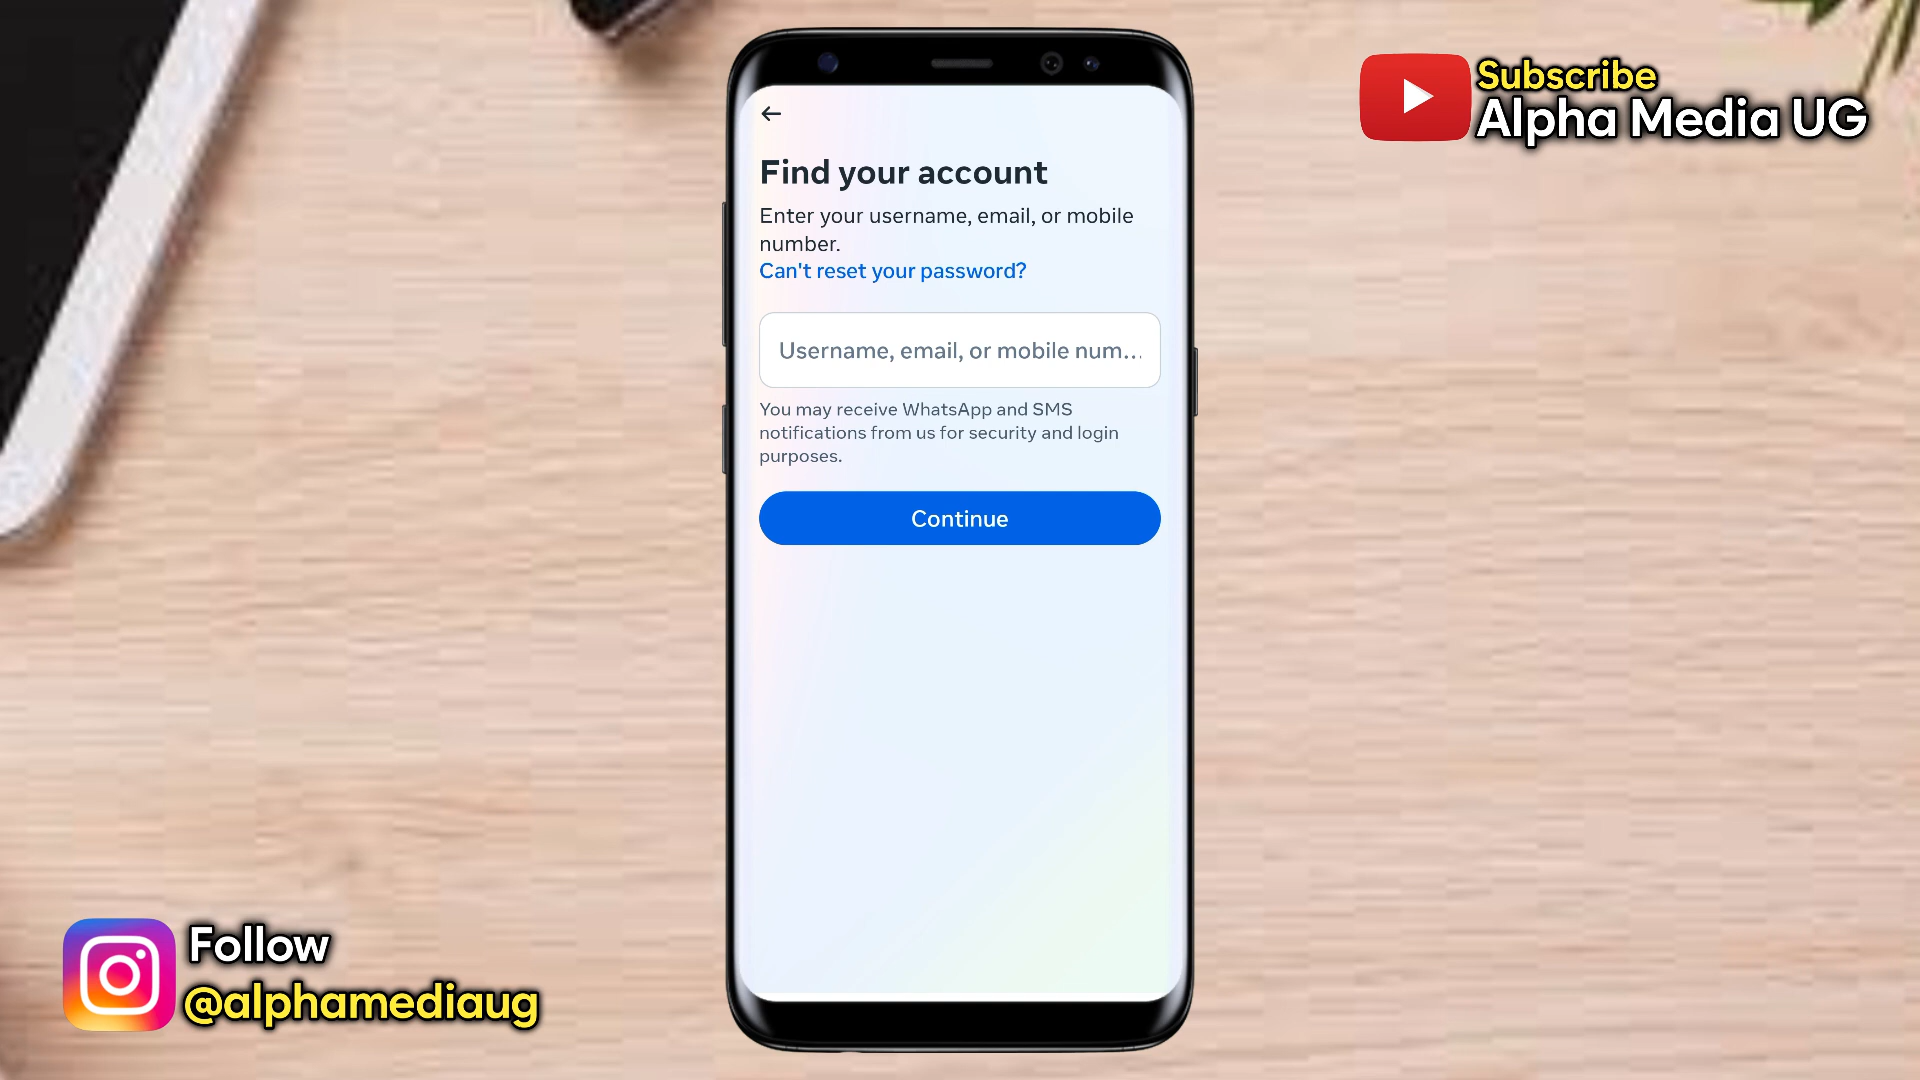 Subscribe
Alpha Media UG
Find your account
Enter your username, email, or mobile
number.
Can't reset your password?
Username, email, or mobile num...
You may receive WhatsApp and SMS
notifications from us for security and login
purposes.
Continue
Follow
@alphamediaug